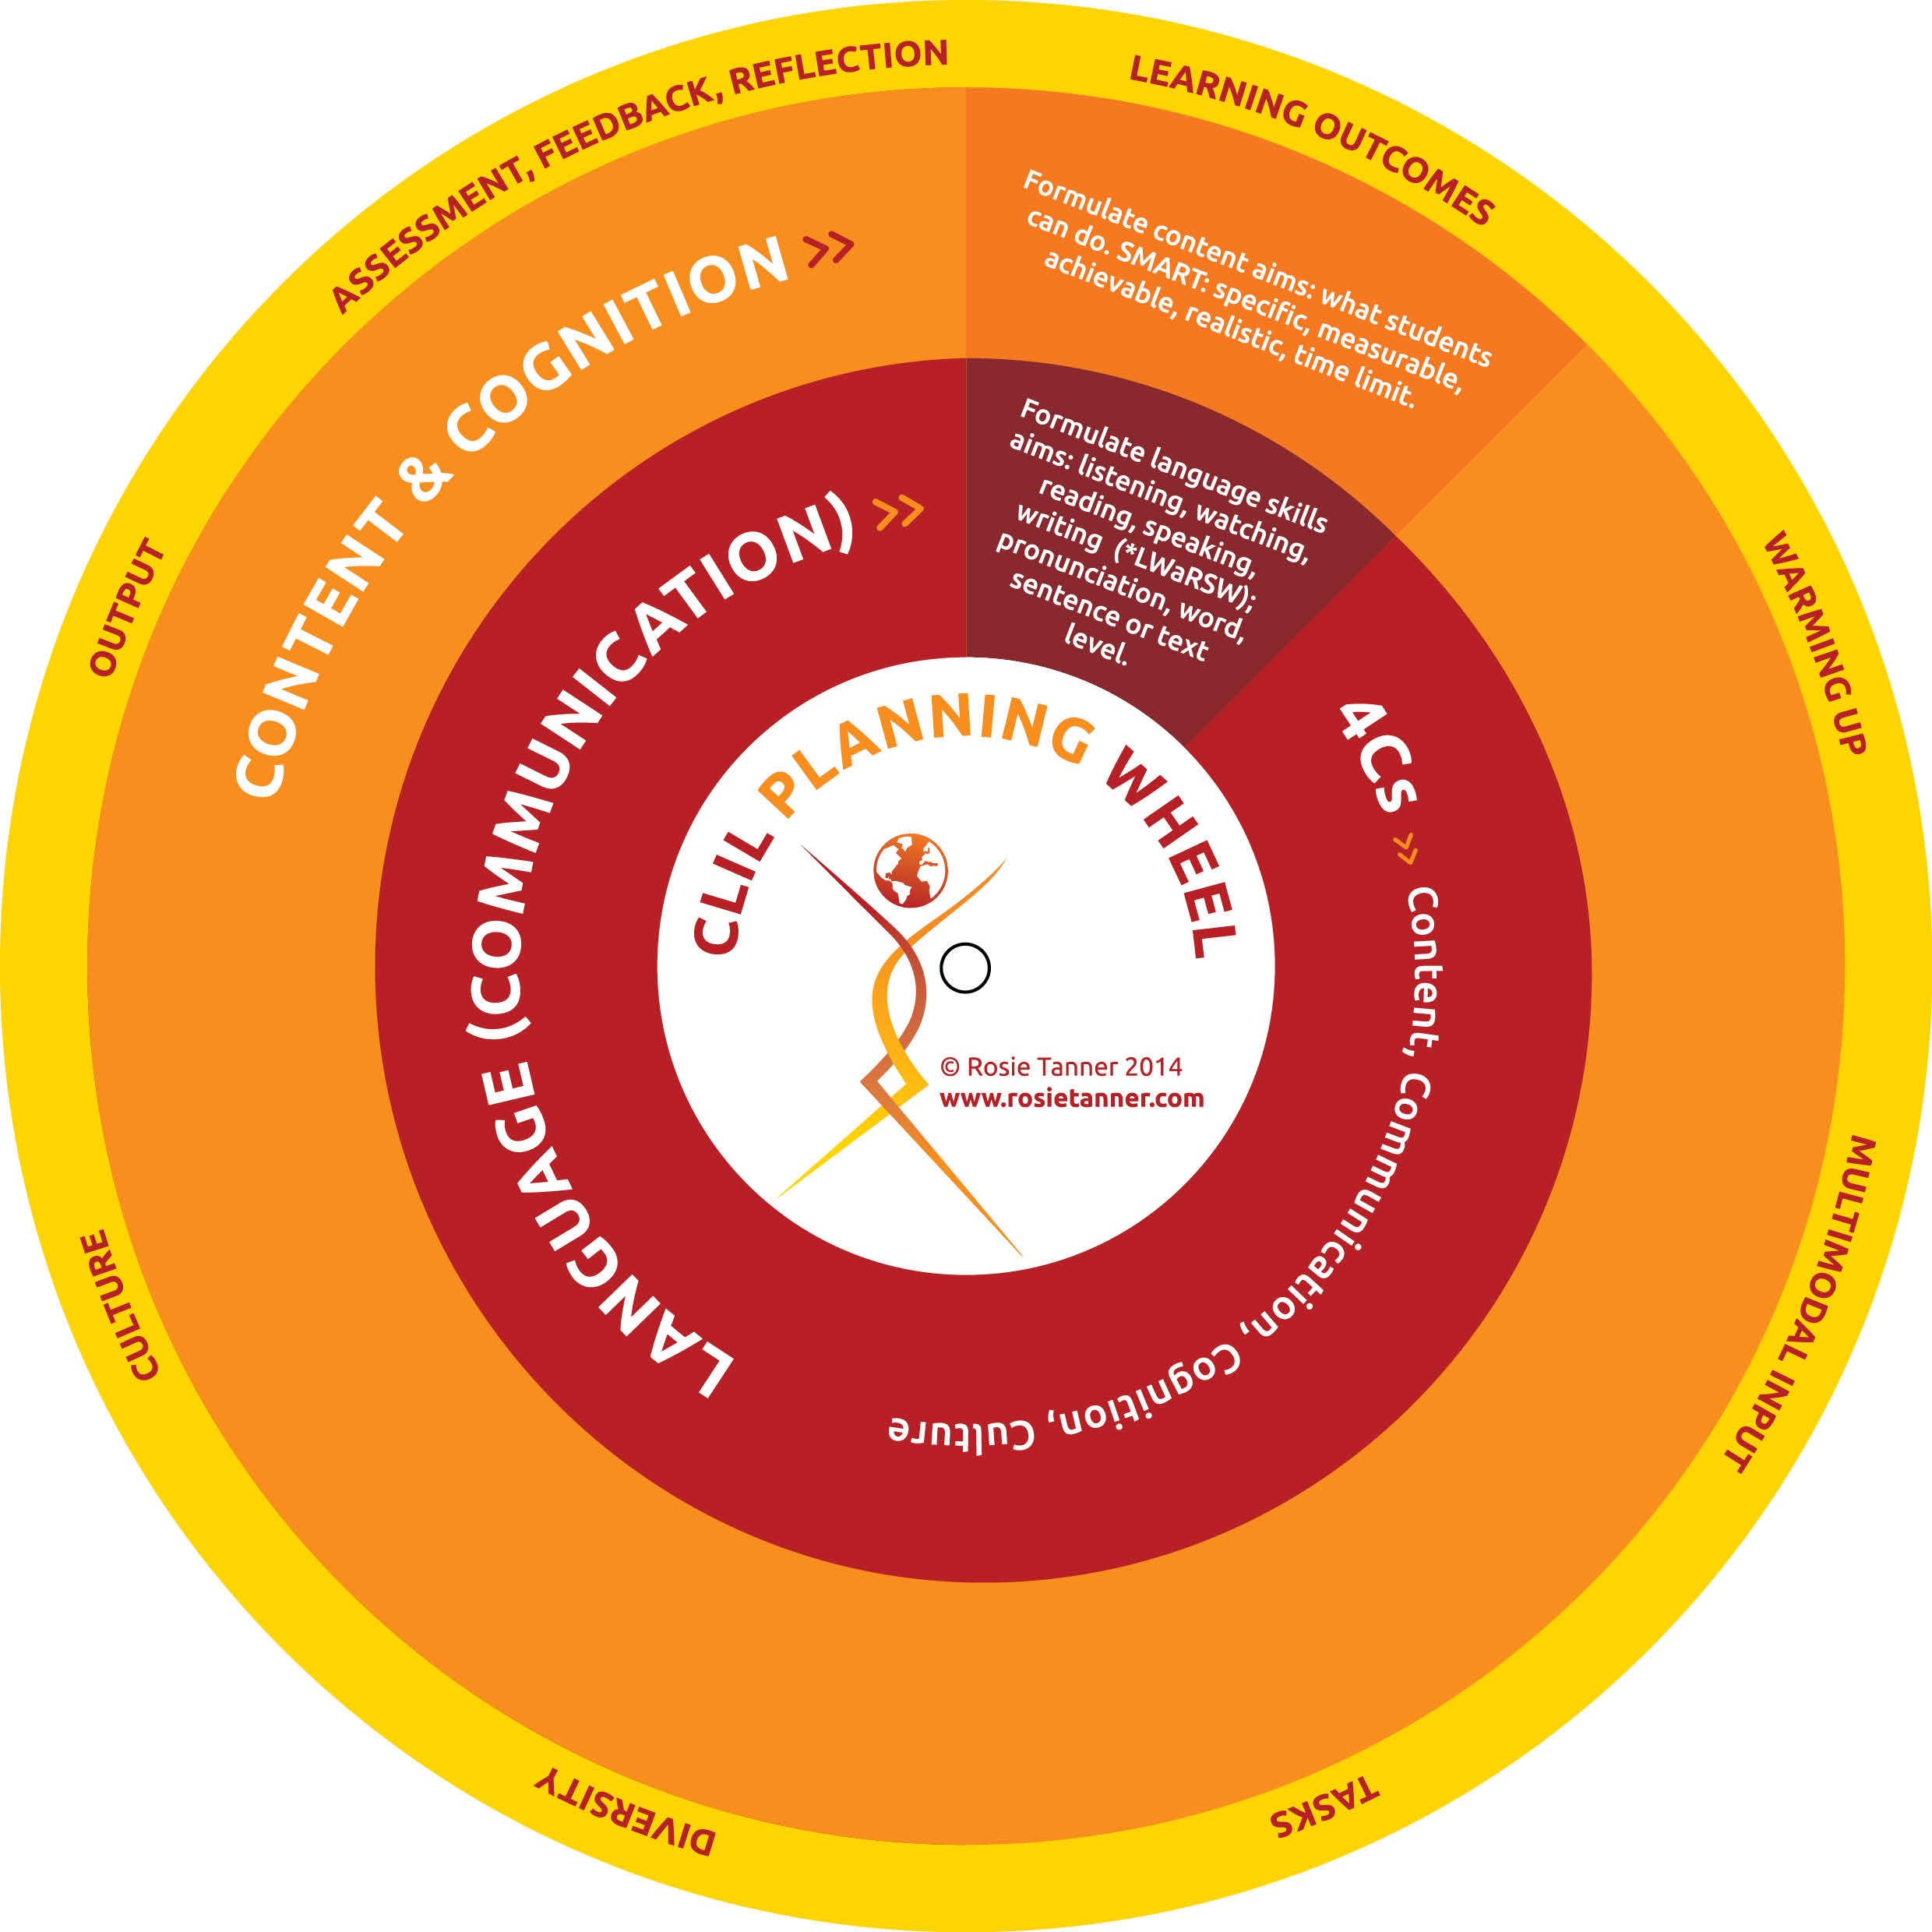 ASSESSMENT, FEEDBACK, REFLECTION
LEARNING OUTCOMES
WARMING UP
MULTIMODAL INPUT
TASKS
DIVERSITY
CULTURE
OUTPUT
CONTENT & COGNITION >>
Formulate content aims: what students
can do. SMART: specific, measurable,
achievable, realistic, time limit.
LANGUAGE (COMMUNICATION) >>
Formulate language skills
aims: listening, watching,
reading, speaking,
writing (*LWaRSW);
pronunciation, word,
sentence or text
level.
4CS >> Content, Communication, Cognition, Culture
CLIL PLANNING WHEEL
© Rosie Tanner 2014
www.rosietanner.com